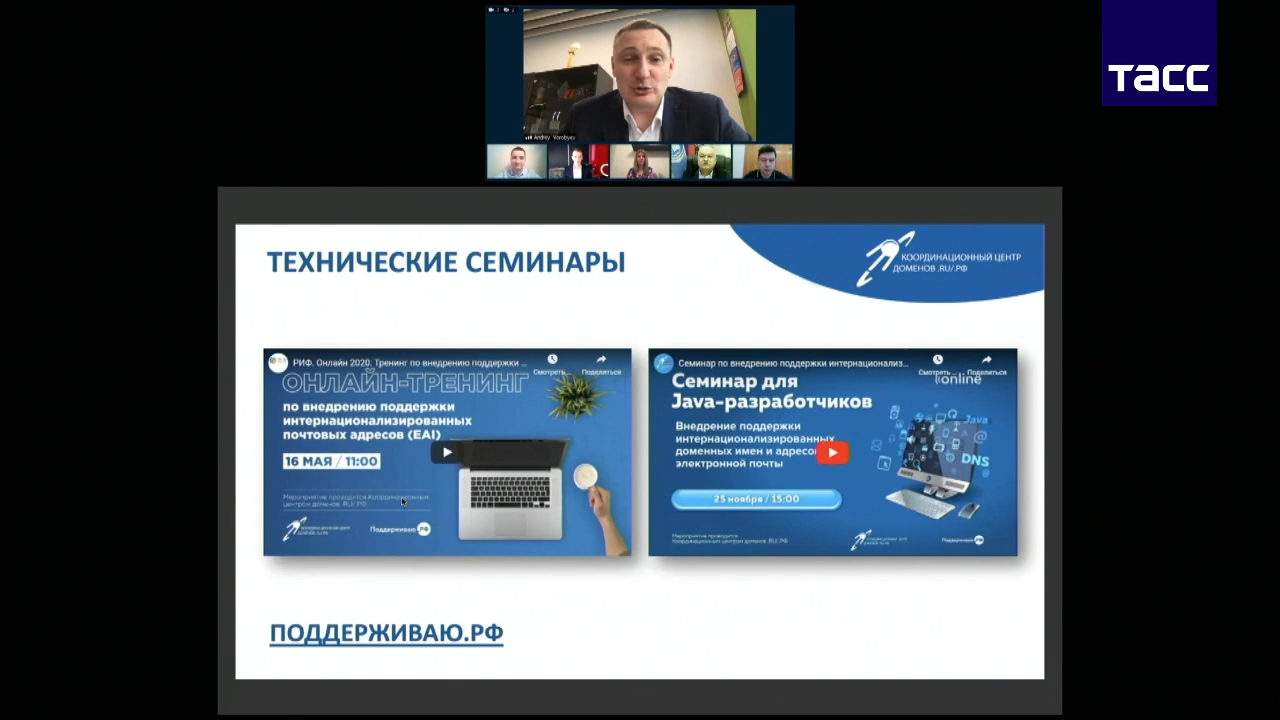 тасс
Andrey Vorobyev
ТЕХНИЧЕСКИЕ СЕМИНАРЫ
КООРДИНАЦИОННЫЙ ЦЕНТР
ДОМЕНОВ .RU/.РФ
РИФ. Онлайн 2020: Тренинг по внедрению поддержки ...
Смотреть...
Поделиться
ОНЛАЙН-ТРЕНИНГ
по внедрению поддержки
интернационализированных
почтовых адресов (EAI)
16 МАЯ / 11:00
Мероприятие проводится Координационным
центром доменов .RU/.РФ
Поддерживаю РФ
Семинар по внедрению поддержки интернационализ...
Смотреть...
Поделиться
online
Семинар для
Java-разработчиков
Внедрение поддержки
интернационализированных
доменных имен и адресов
электронной почты
Java
DNS
25 ноября / 15:00
Мероприятие проводится
Координационным центром доменов .RU/.РФ
Поддерживаю РФ
ПОДДЕРЖИВАЮ.РФ